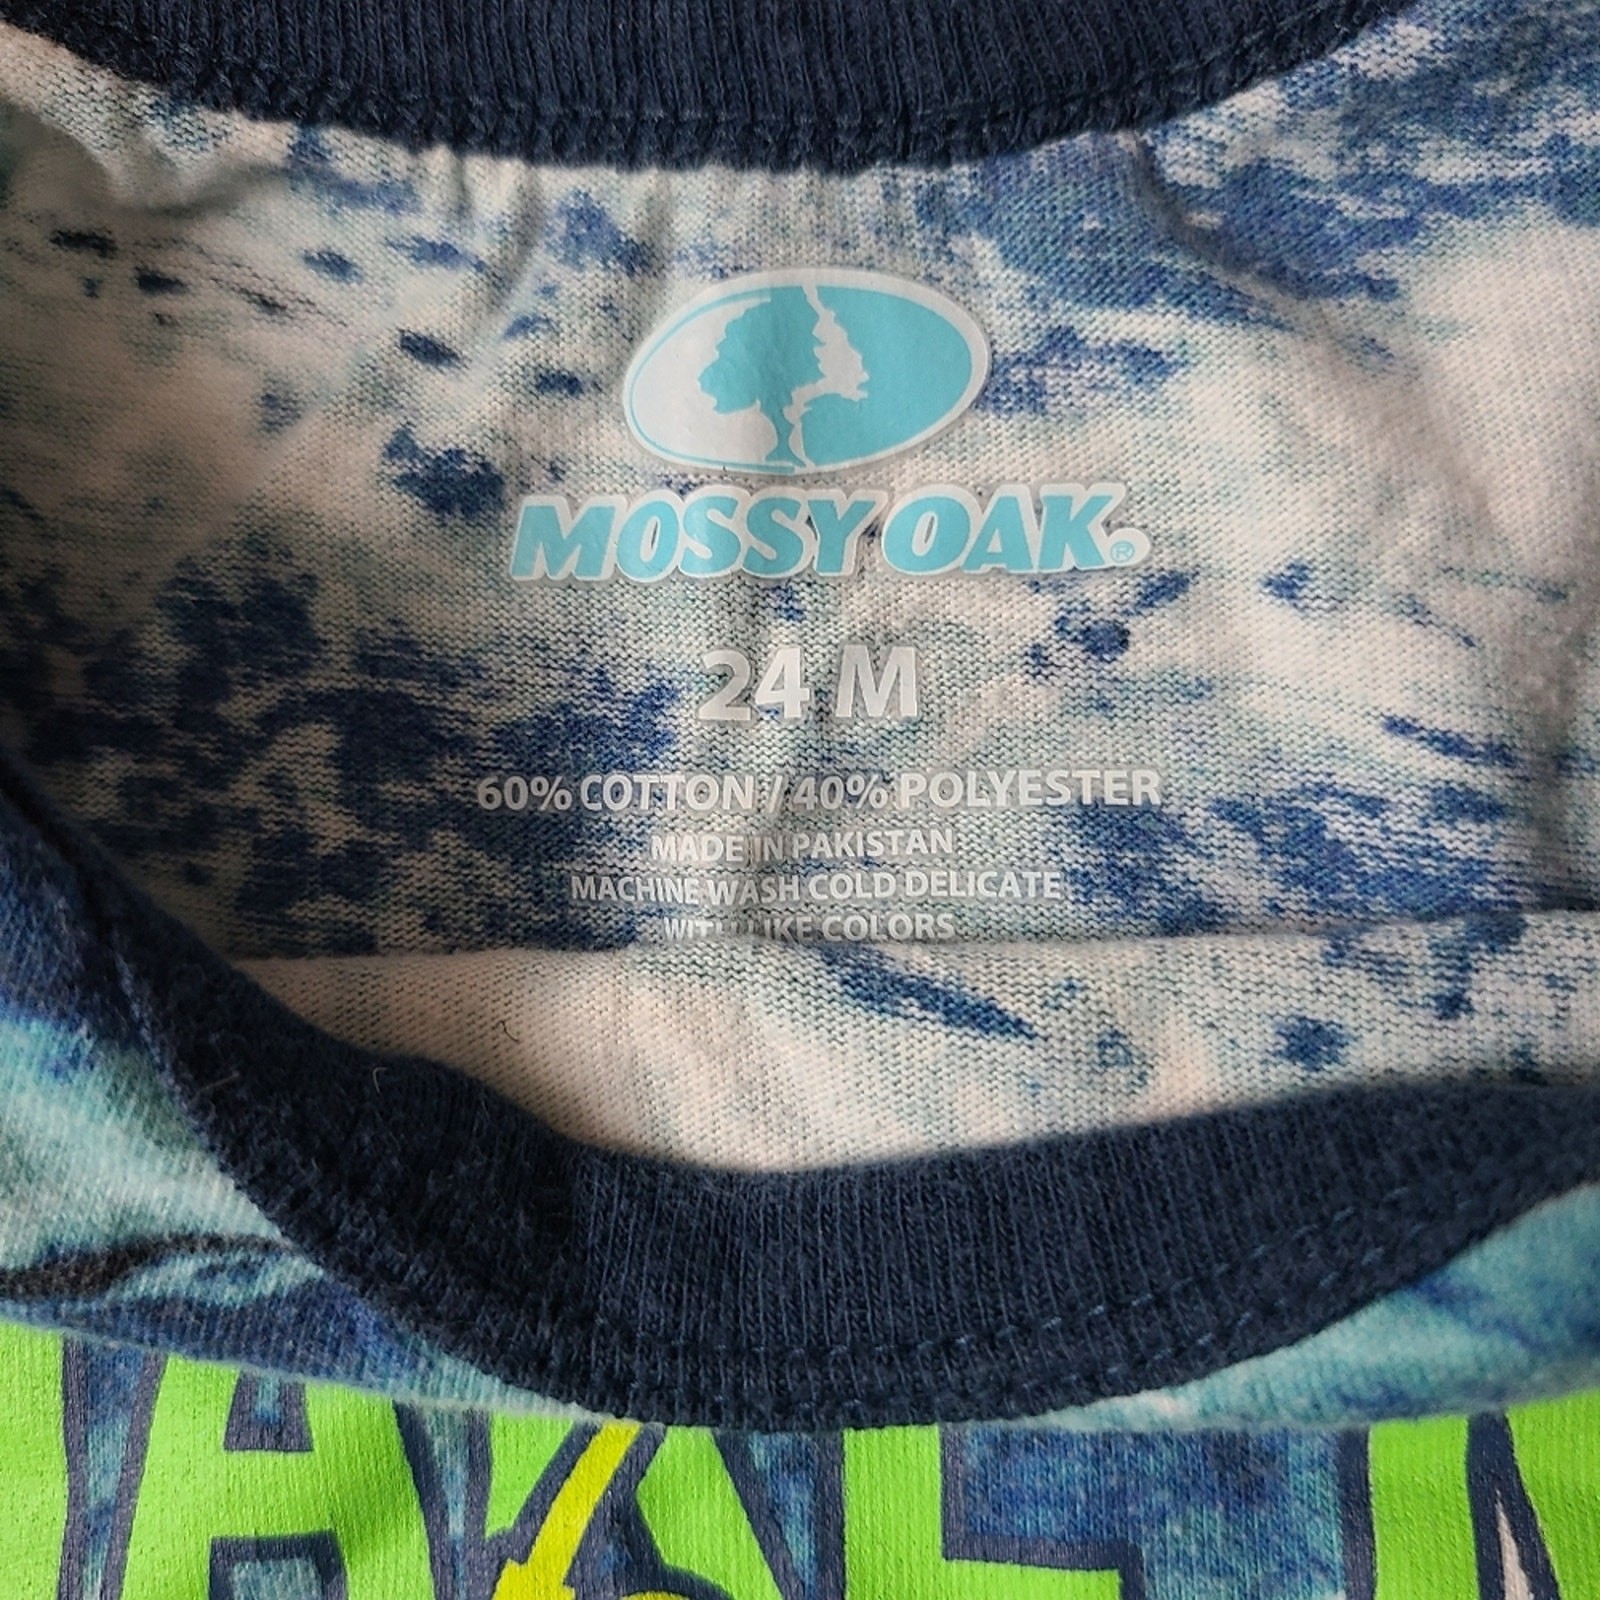 MOSSY OAK®
24 M
60% COTTON / 40% POLYESTER
MADE IN PAKISTAN
MACHINE WASH COLD DELICATE
WITH LIKE COLORS